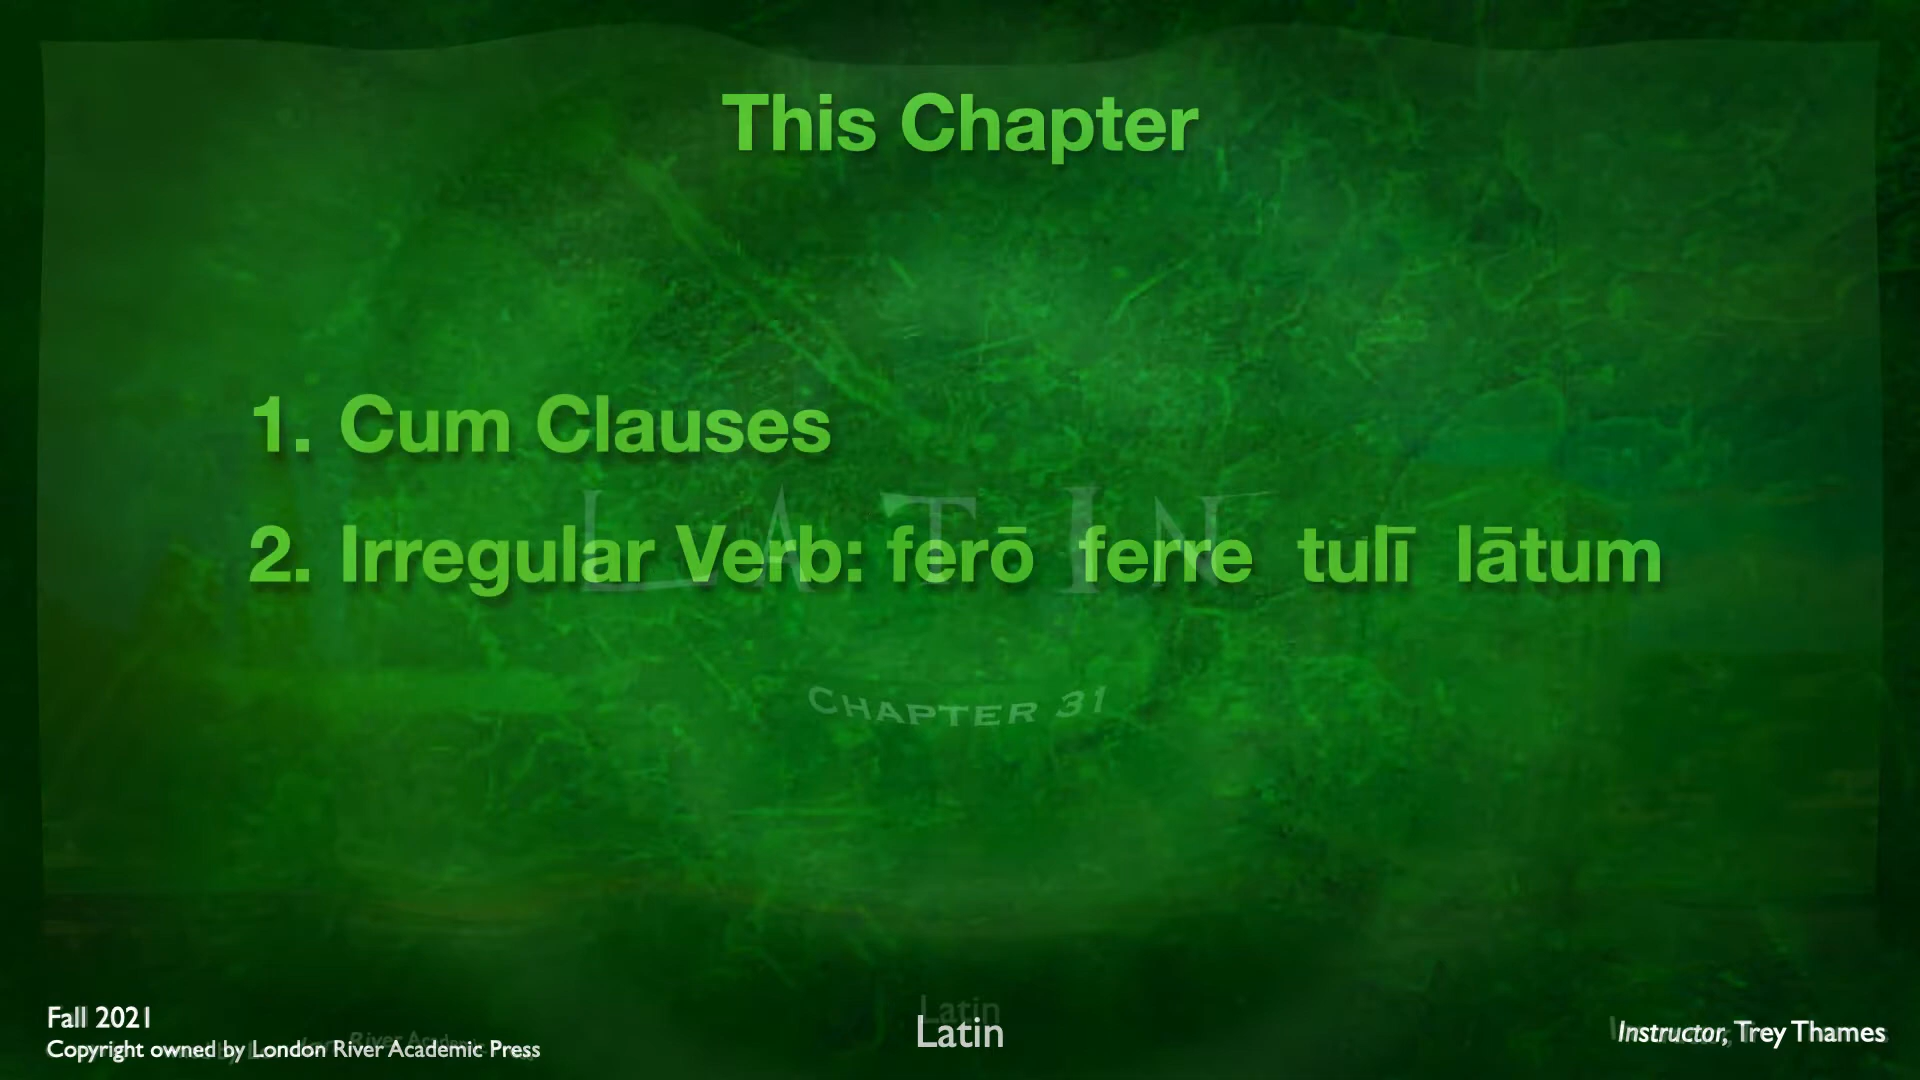 This Chapter
1. Cum Clauses
2. Irregular Verb: ferō ferre tulī lātum
LATIN
CHAPTER 31
Latin
Fall 2021
Latin
Instructor, Trey Thames
Copyright owned by London River Academic Press